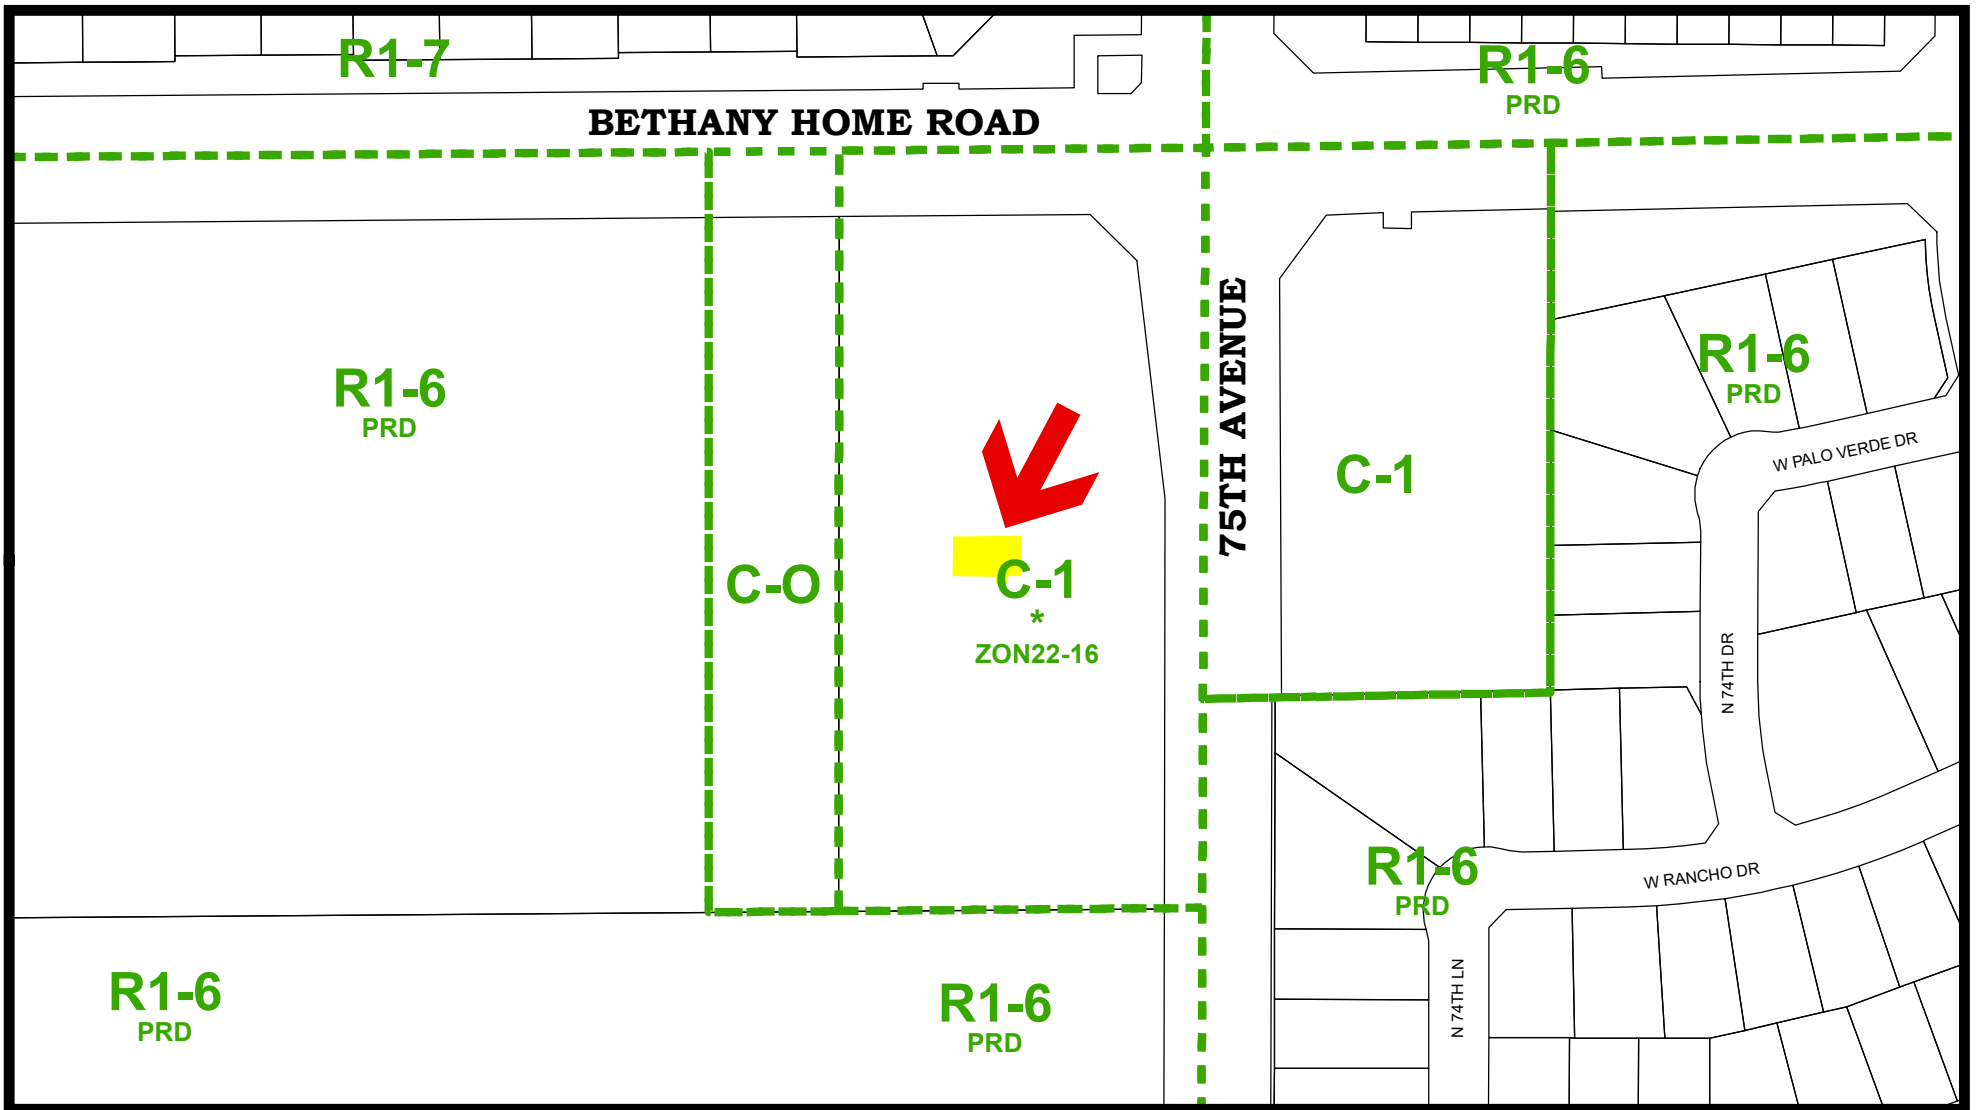 R1-7
R1-6
PRD
BETHANY HOME ROAD
R1-6
PRD
75TH AVENUE
R1-6
PRD
W PALO VERDE DR
C-1
C-O
C-1
*
ZON22-16
N 74TH DR
R1-6
PRD
W RANCHO DR
R1-6
PRD
R1-6
PRD
N 74TH LN